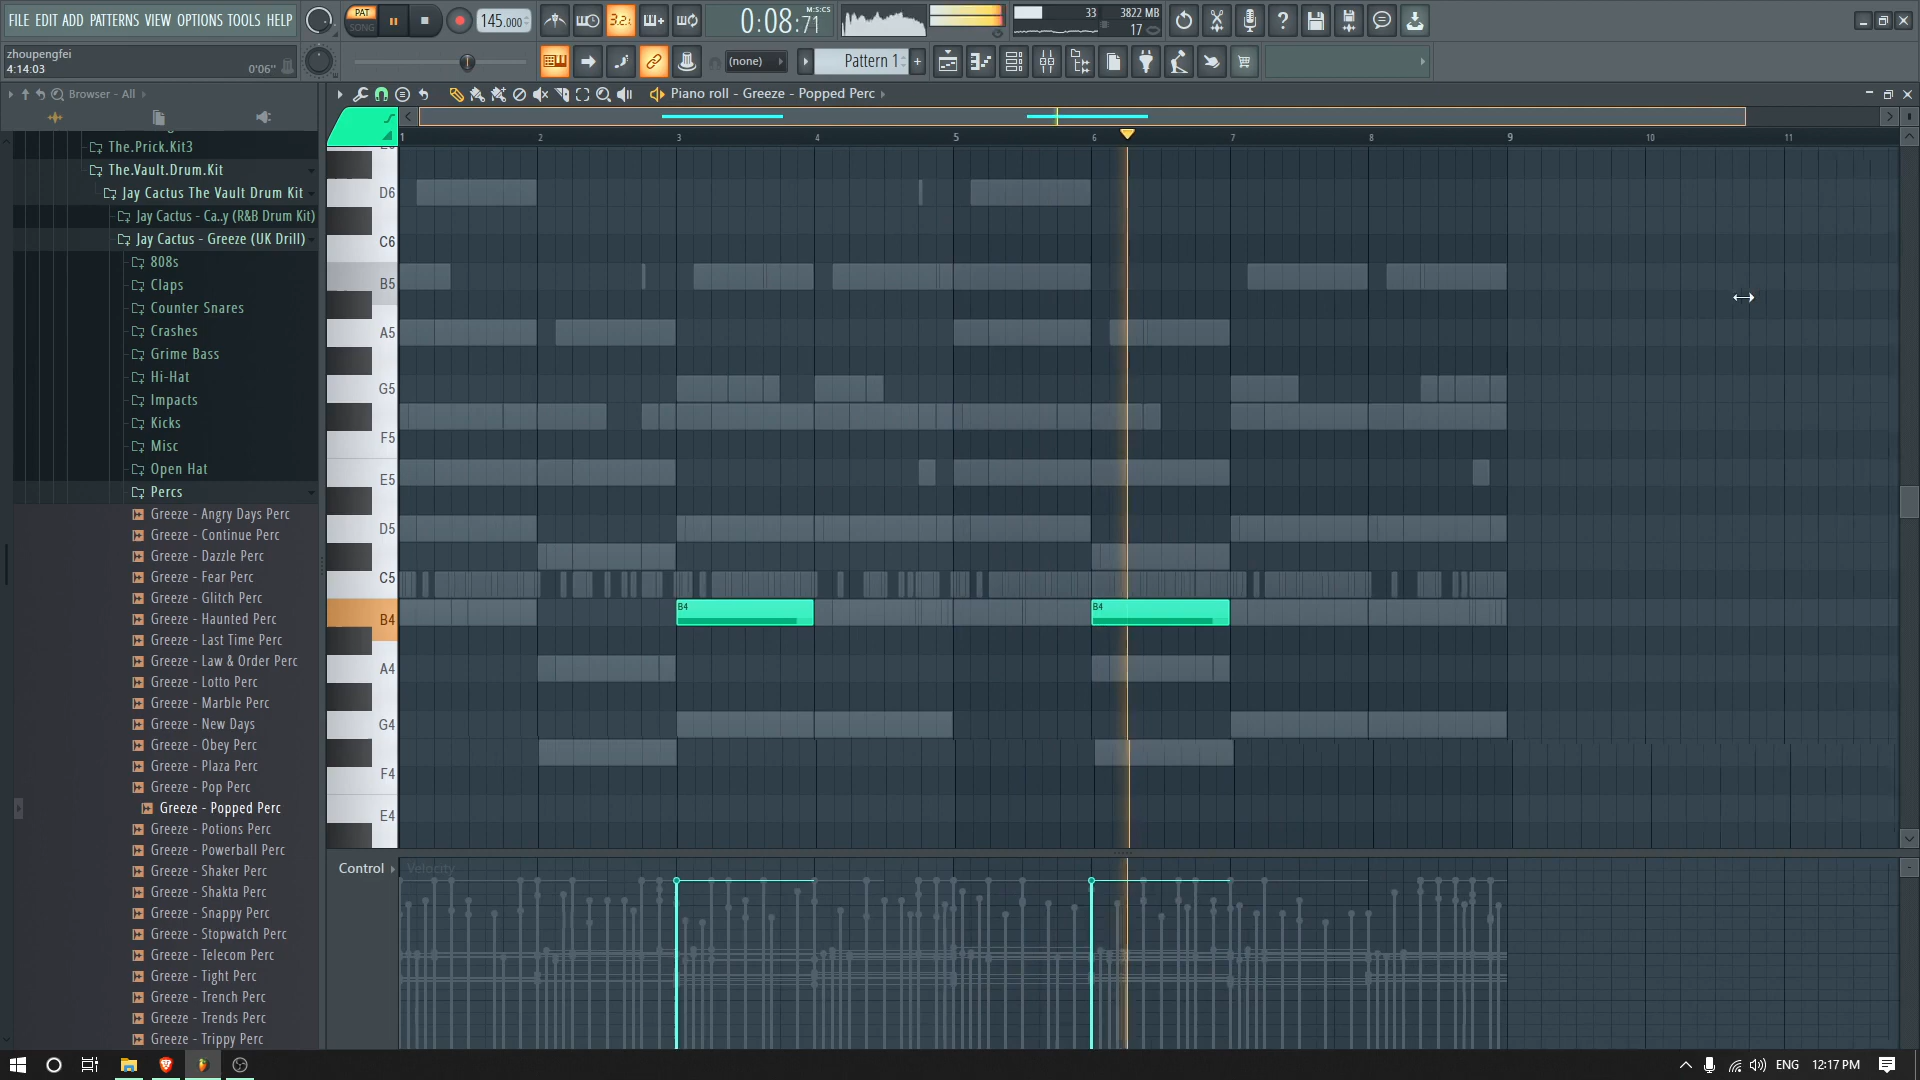 FILE EDIT ADD PATTERNS VIEW OPTIONS TOOLS HELP
PAT
SONG
145.000
3.2.
0:08:71
M:S:CS
33
3822 MB
17
zhoupengfei
4:14:03
0'06"
(none)
Pattern 1
Browser - All
Piano roll - Greeze - Popped Perc
The.Prick.Kit3
The.Vault.Drum.Kit
Jay Cactus The Vault Drum Kit
Jay Cactus - Ca..y (R&B Drum Kit)
Jay Cactus - Greeze (UK Drill)
808s
Claps
Counter Snares
Crashes
Grime Bass
Hi-Hat
Impacts
Kicks
Misc
Open Hat
Percs
Greeze - Angry Days Perc
Greeze - Continue Perc
Greeze - Dazzle Perc
Greeze - Fear Perc
Greeze - Glitch Perc
Greeze - Haunted Perc
Greeze - Last Time Perc
Greeze - Law & Order Perc
Greeze - Lotto Perc
Greeze - Marble Perc
Greeze - New Days
Greeze - Obey Perc
Greeze - Plaza Perc
Greeze - Pop Perc
Greeze - Popped Perc
Greeze - Potions Perc
Greeze - Powerball Perc
Greeze - Shaker Perc
Greeze - Shakta Perc
Greeze - Snappy Perc
Greeze - Stopwatch Perc
Greeze - Telecom Perc
Greeze - Tight Perc
Greeze - Trench Perc
Greeze - Trends Perc
Greeze - Trippy Perc
1 2 3 4 5 6 7 8 9 10 11
D6
C6
B5
A5
G5
F5
E5
D5
C5
B4
A4
G4
F4
E4
B4
B4
Control
Velocity
ENG
12:17 PM